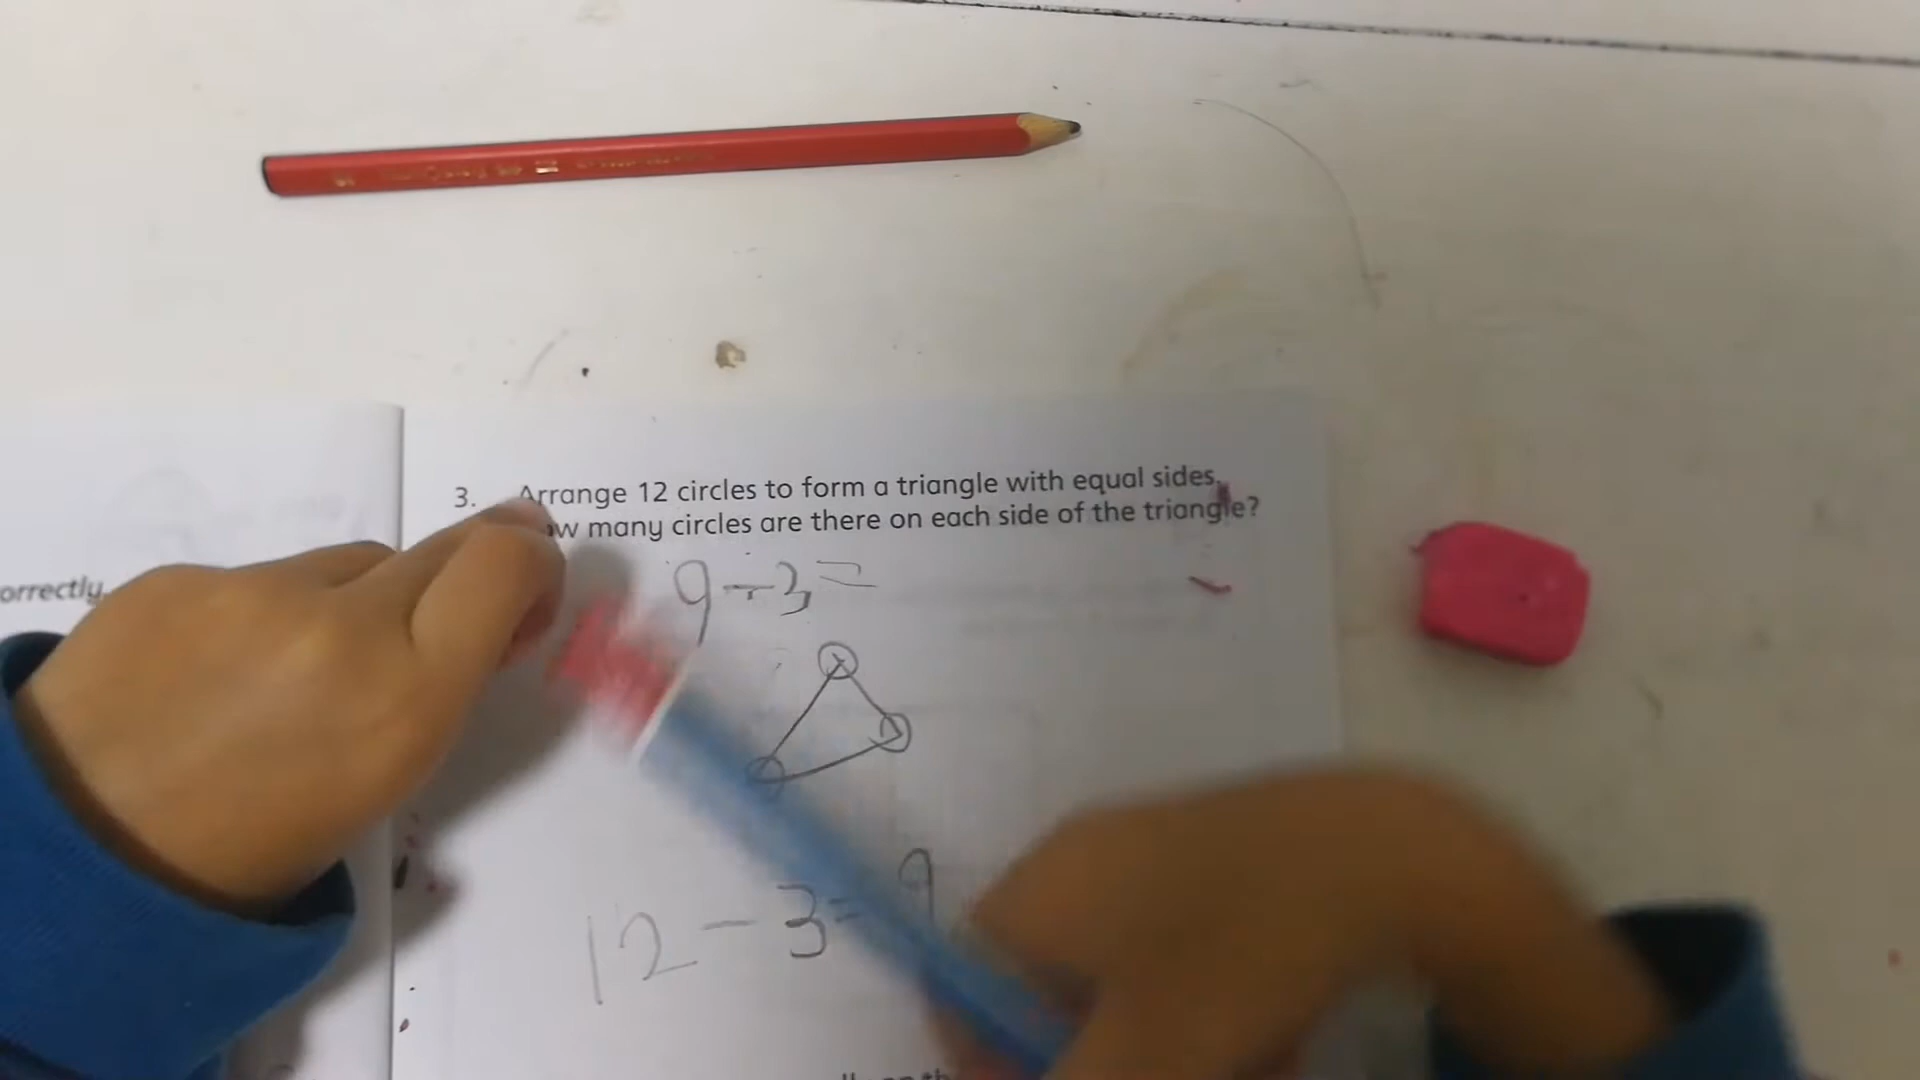 3. Arrange 12 circles to form a triangle with equal sides.
many circles are there on each side of the triangle?
orrectly
9 ÷ 3 =
12 - 3 = 9